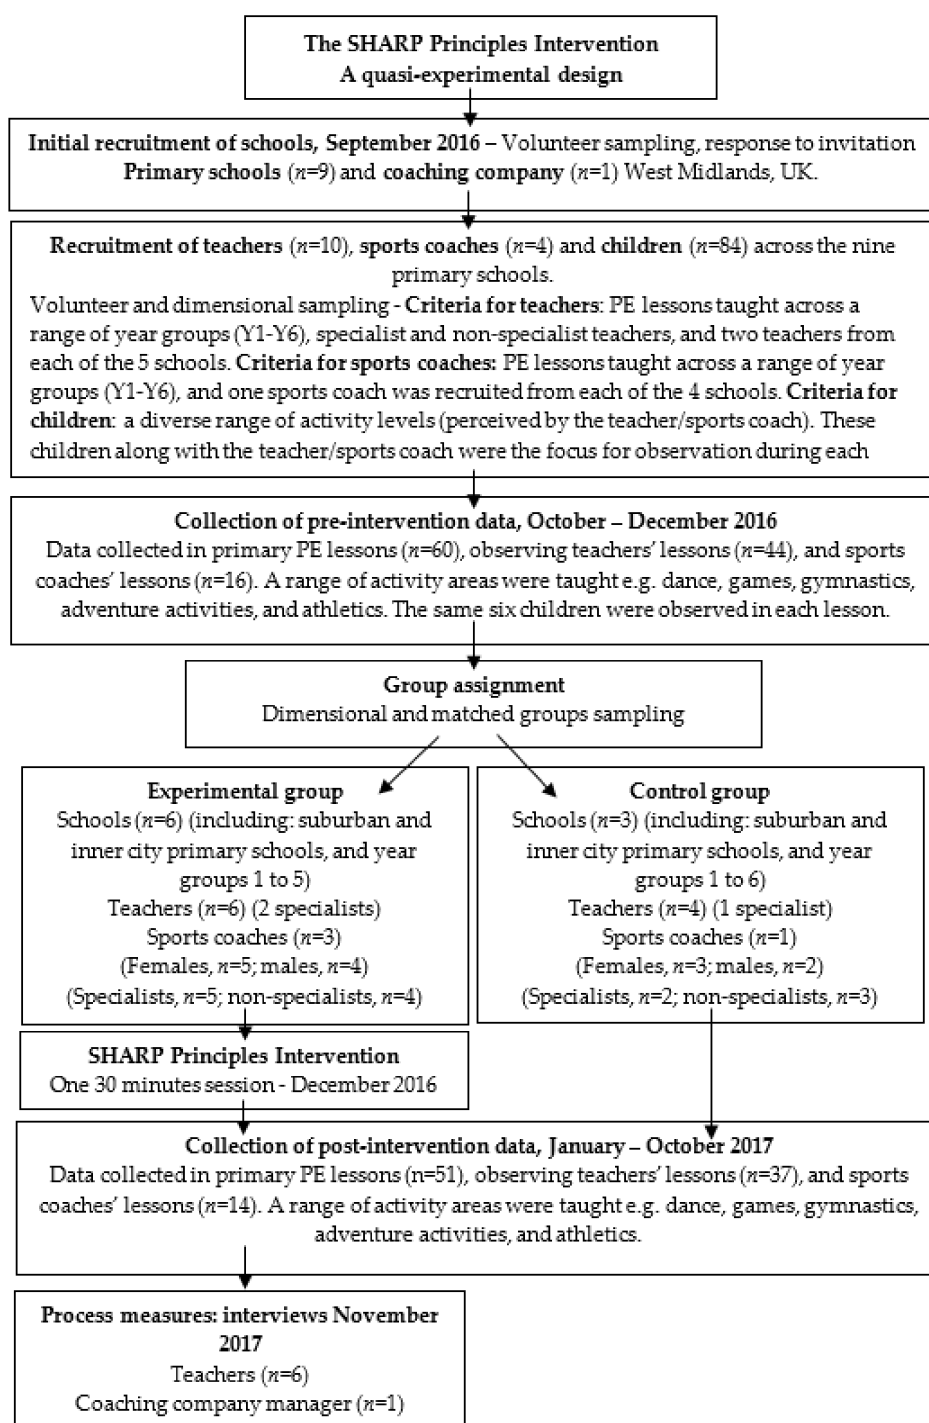 The SHARP Principles Intervention
A quasi-experimental design
Initial recruitment of schools, September 2016 – Volunteer sampling, response to invitation
Primary schools (n=9) and coaching company (n=1) West Midlands, UK.
Recruitment of teachers (n=10), sports coaches (n=4) and children (n=84) across the nine
primary schools.
Volunteer and dimensional sampling - Criteria for teachers: PE lessons taught across a
range of year groups (Y1-Y6), specialist and non-specialist teachers, and two teachers from
each of the 5 schools. Criteria for sports coaches: PE lessons taught across a range of year
groups (Y1-Y6), and one sports coach was recruited from each of the 4 schools. Criteria for
children: a diverse range of activity levels (perceived by the teacher/sports coach). These
children along with the teacher/sports coach were the focus for observation during each
Collection of pre-intervention data, October – December 2016
Data collected in primary PE lessons (n=60), observing teachers' lessons (n=44), and sports
coaches' lessons (n=16). A range of activity areas were taught e.g. dance, games, gymnastics,
adventure activities, and athletics. The same six children were observed in each lesson.
Group assignment
Dimensional and matched groups sampling
Experimental group
Schools (n=6) (including: suburban and
inner city primary schools, and year
groups 1 to 5)
Teachers (n=6) (2 specialists)
Sports coaches (n=3)
(Females, n=5; males, n=4)
(Specialists, n=5; non-specialists, n=4)
Control group
Schools (n=3) (including: suburban and
inner city primary schools, and year
groups 1 to 6)
Teachers (n=4) (1 specialist)
Sports coaches (n=1)
(Females, n=3; males, n=2)
(Specialists, n=2; non-specialists, n=3)
SHARP Principles Intervention
One 30 minutes session - December 2016
Collection of post-intervention data, January – October 2017
Data collected in primary PE lessons (n=51), observing teachers' lessons (n=37), and sports
coaches' lessons (n=14). A range of activity areas were taught e.g. dance, games, gymnastics,
adventure activities, and athletics.
Process measures: interviews November
2017
Teachers (n=6)
Coaching company manager (n=1)